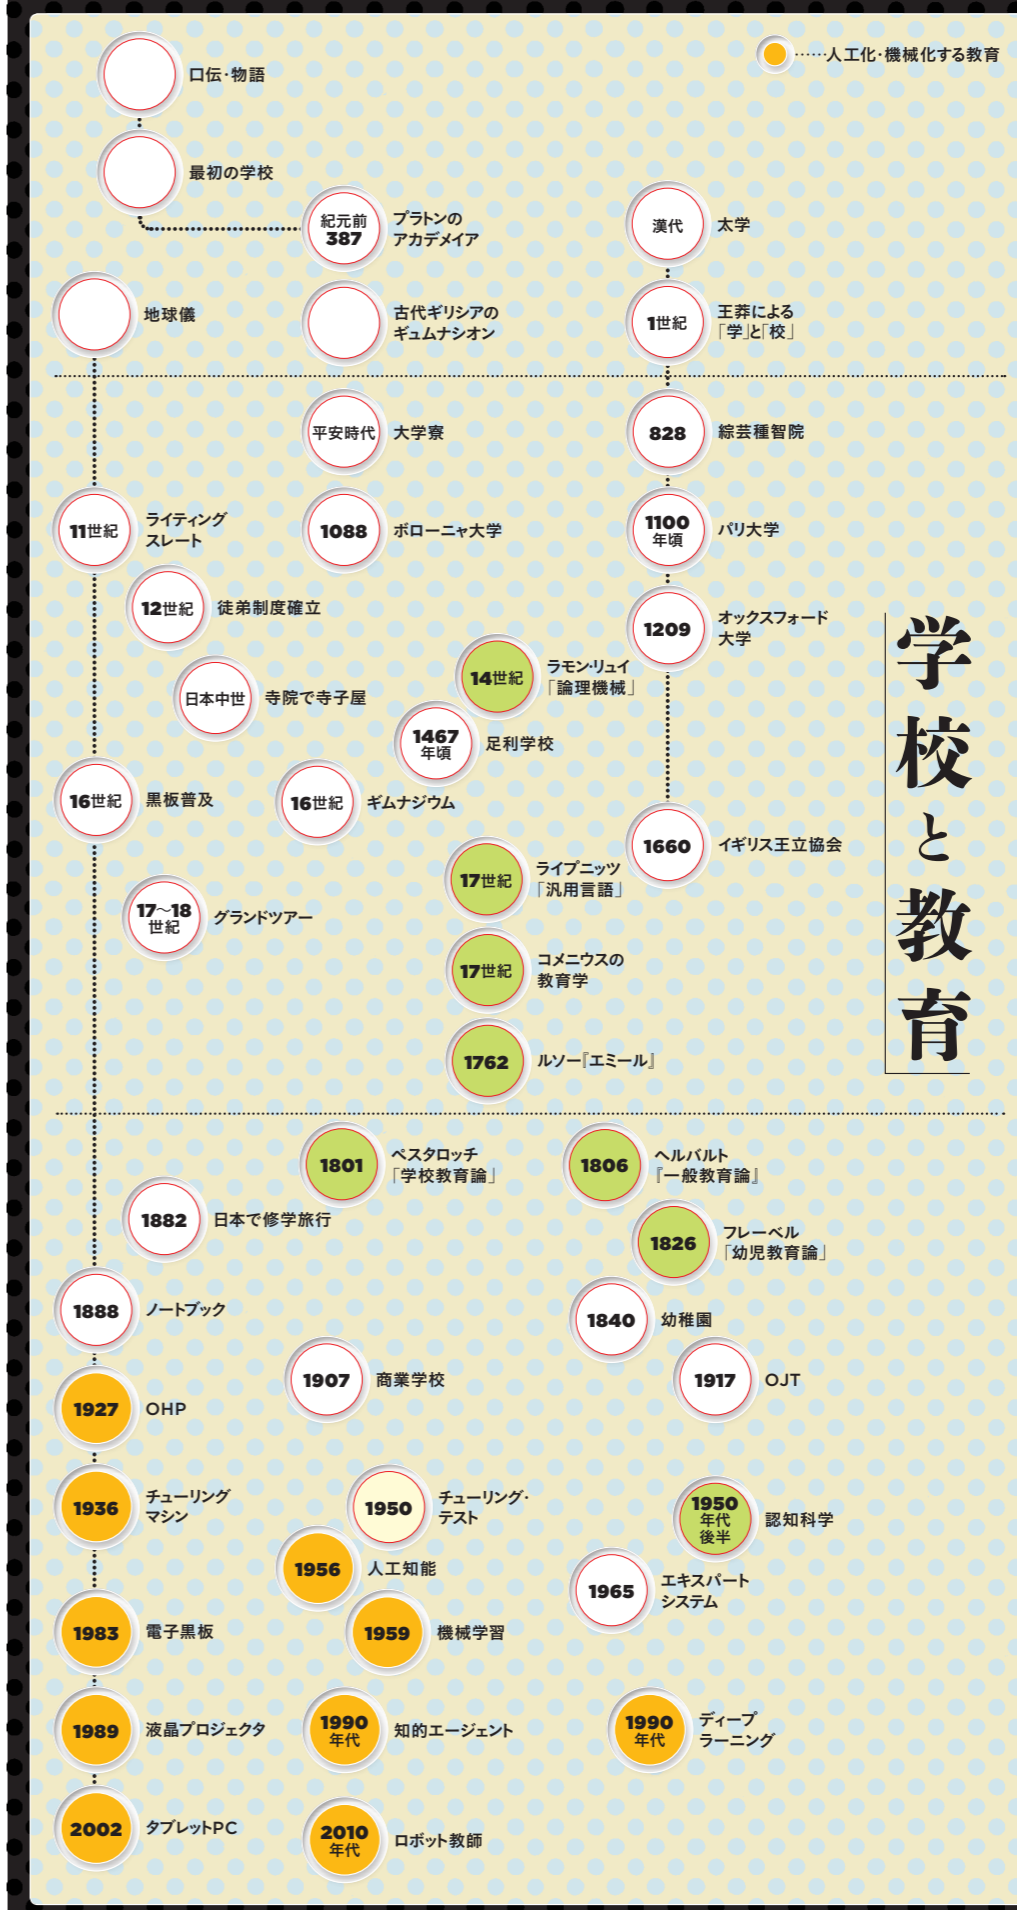 人工化・機械化する教育
口伝・物語
最初の学校
紀元前
387
プラトンの
アカデメイア
漢代
太学
地球儀
古代ギリシアの
ギュムナシオン
1世紀
王莽による
「学」と「校」
平安時代
大学寮
828
綜芸種智院
11世紀
ライティング
スレート
1088
ボローニャ大学
1100
年頃
パリ大学
12世紀
徒弟制度確立
1209
オックスフォード
大学
14世紀
ラモン・リュイ
「論理機械」
日本中世
寺院で寺子屋
1467
年頃
足利学校
16世紀
黒板普及
16世紀
ギムナジウム
1660
イギリス王立協会
17世紀
ライプニッツ
「汎用言語」
17〜18
世紀
グランドツアー
17世紀
コメニウスの
教育学
1762
ルソー『エミール』
学校と教育
1801
ペスタロッチ
「学校教育論」
1806
ヘルバルト
『一般教育論』
1882
日本で修学旅行
1826
フレーベル
「幼児教育論」
1888
ノートブック
1840
幼稚園
1907
商業学校
1917
OJT
1927
OHP
1936
チューリング
マシン
1950
チューリング・
テスト
1950
年代
後半
認知科学
1956
人工知能
1965
エキスパート
システム
1983
電子黒板
1959
機械学習
1989
液晶プロジェクタ
1990
年代
知的エージェント
1990
年代
ディープ
ラーニング
2002
タブレットPC
2010
年代
ロボット教師